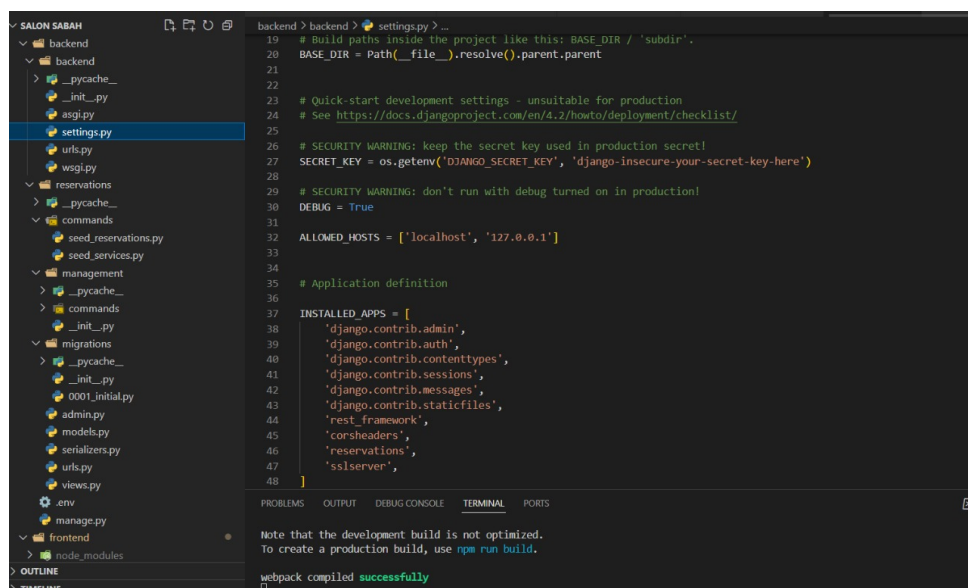 SALON SABAH
backend
backend
__pycache__
__init__.py
asgi.py
settings.py
urls.py
wsgi.py
reservations
__pycache__
commands
seed_reservations.py
seed_services.py
management
__pycache__
commands
__init__.py
migrations
__pycache__
__init__.py
0001_initial.py
admin.py
models.py
serializers.py
urls.py
views.py
.env
manage.py
frontend
node_modules
OUTLINE
TIMELINE
backend > backend > settings.py > ...
19 # Build paths inside the project like this: BASE_DIR / 'subdir'.
20 BASE_DIR = Path(__file__).resolve().parent.parent
21
22
23 # Quick-start development settings - unsuitable for production
24 # See https://docs.djangoproject.com/en/4.2/howto/deployment/checklist/
25
26 # SECURITY WARNING: keep the secret key used in production secret!
27 SECRET_KEY = os.getenv('DJANGO_SECRET_KEY', 'django-insecure-your-secret-key-here')
28
29 # SECURITY WARNING: don't run with debug turned on in production!
30 DEBUG = True
31
32 ALLOWED_HOSTS = ['localhost', '127.0.0.1']
33
34
35 # Application definition
36
37 INSTALLED_APPS = [
38 'django.contrib.admin',
39 'django.contrib.auth',
40 'django.contrib.contenttypes',
41 'django.contrib.sessions',
42 'django.contrib.messages',
43 'django.contrib.staticfiles',
44 'rest_framework',
45 'corsheaders',
46 'reservations',
47 'sslserver',
48 ]
PROBLEMS OUTPUT DEBUG CONSOLE TERMINAL PORTS
Note that the development build is not optimized.
To create a production build, use npm run build.
webpack compiled successfully